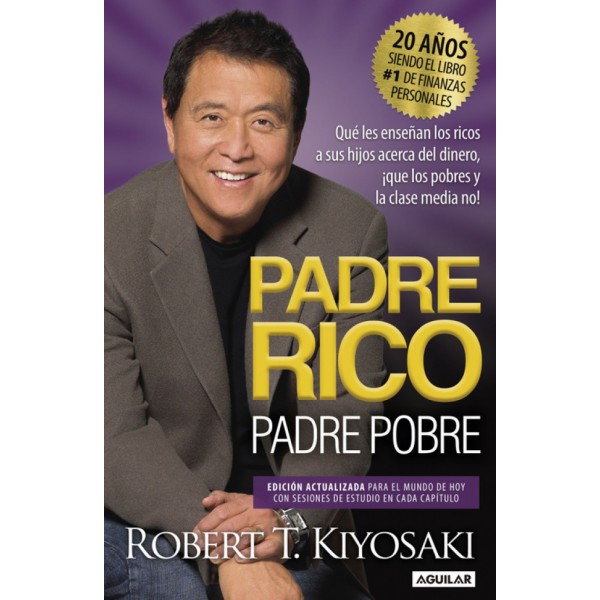 20 AÑOS
SIENDO EL LIBRO
#1 DE FINANZAS
PERSONALES
Qué les enseñan los ricos
a sus hijos acerca del dinero,
¡que los pobres y
la clase media no!
PADRE
RICO
PADRE POBRE
EDICIÓN ACTUALIZADA PARA EL MUNDO DE HOY
CON SESIONES DE ESTUDIO EN CADA CAPÍTULO
ROBERT T. KIYOSAKI
AGUILAR